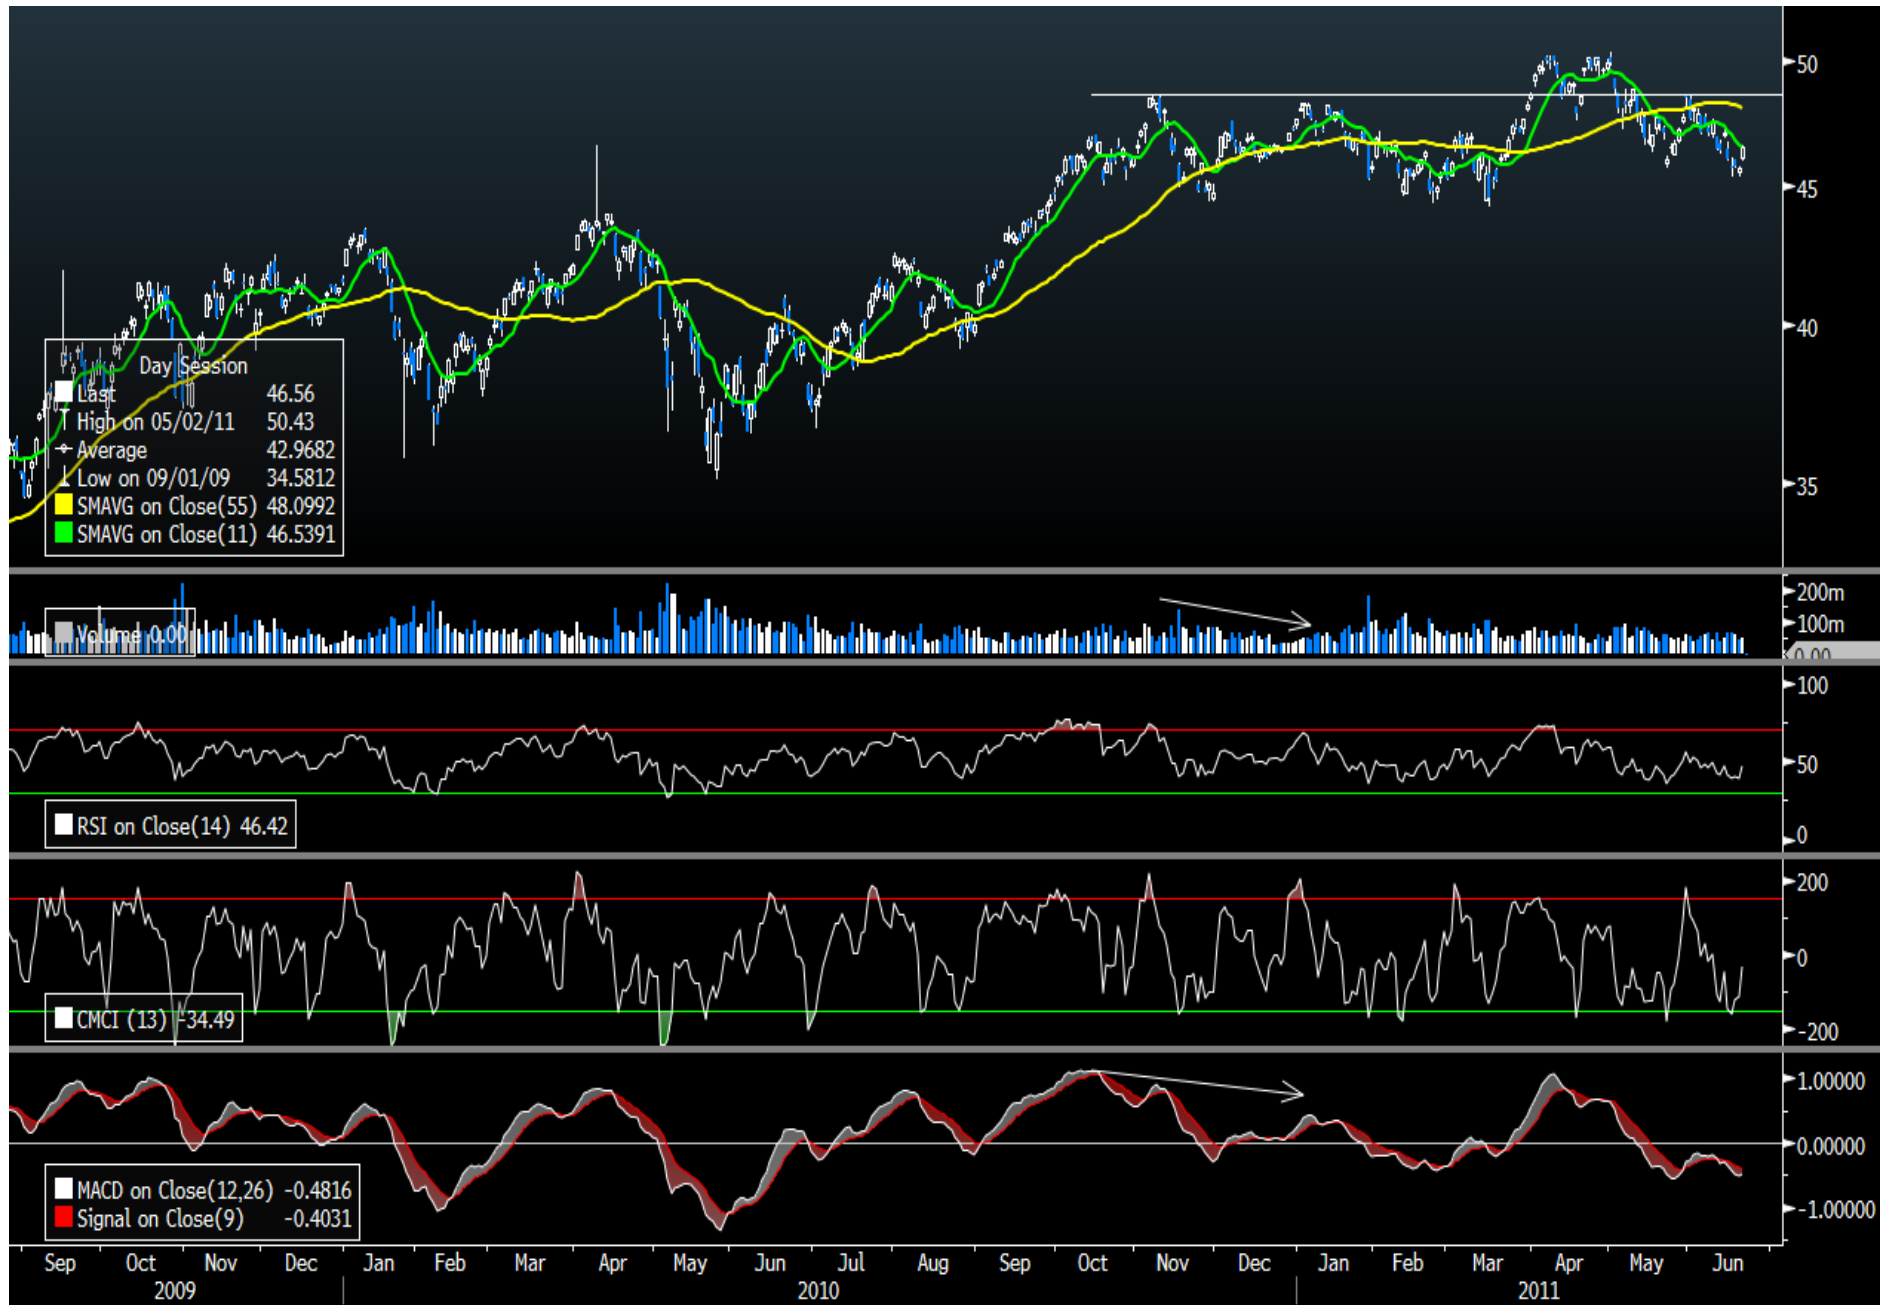 50
45
40
35
Day Session
Last 46.56
High on 05/02/11 50.43
Average 42.9682
Low on 09/01/09 34.5812
SMAVG on Close(55) 48.0992
SMAVG on Close(11) 46.5391
200m
100m
0.00
Volume 0.00
100
50
0
RSI on Close(14) 46.42
200
0
-200
CMCI (13) -34.49
1.00000
0.00000
-1.00000
MACD on Close(12,26) -0.4816
Signal on Close(9) -0.4031
Sep Oct Nov Dec Jan Feb Mar Apr May Jun Jul Aug Sep Oct Nov Dec Jan Feb Mar Apr May Jun
2009 2010 2011